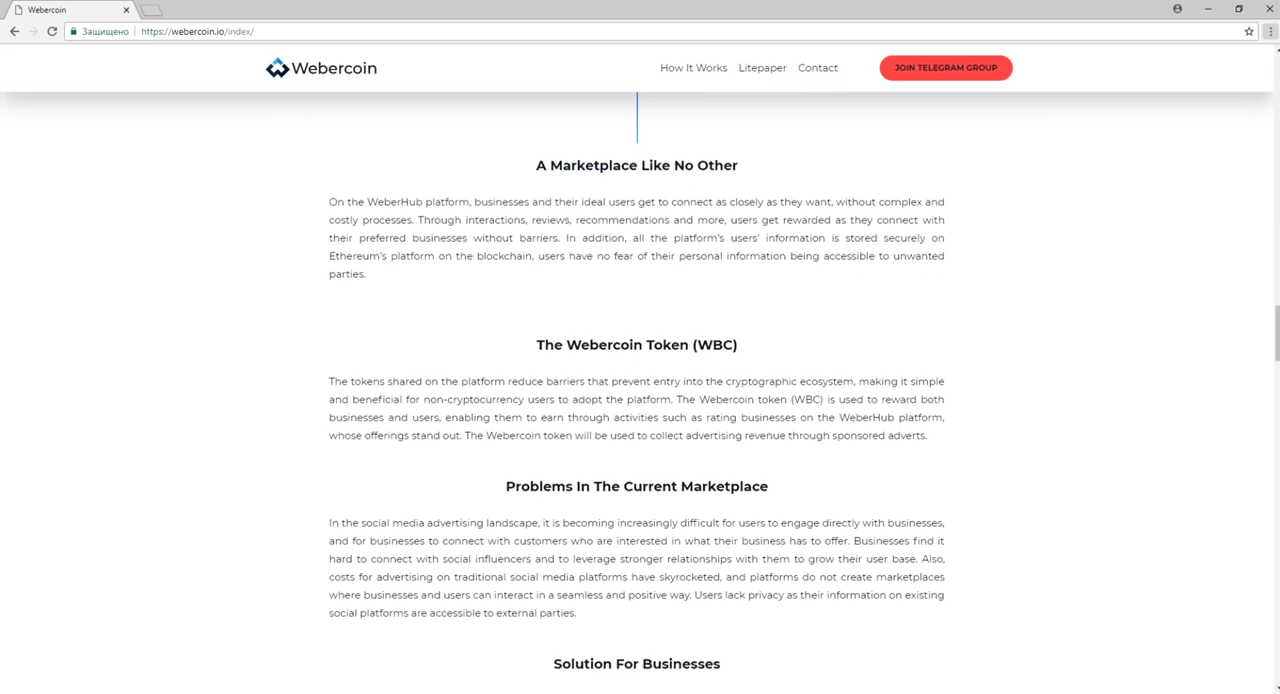 Webercoin
Защищено https://webercoin.io/index/
Webercoin How It Works Litepaper Contact JOIN TELEGRAM GROUP
A Marketplace Like No Other
On the WeberHub platform, businesses and their ideal users get to connect as closely as they want, without complex and
costly processes. Through interactions, reviews, recommendations and more, users get rewarded as they connect with
their preferred businesses without barriers. In addition, all the platform's users' information is stored securely on
Ethereum's platform on the blockchain, users have no fear of their personal information being accessible to unwanted
parties.
The Webercoin Token (WBC)
The tokens shared on the platform reduce barriers that prevent entry into the cryptographic ecosystem, making it simple
and beneficial for non-cryptocurrency users to adopt the platform. The Webercoin token (WBC) is used to reward both
businesses and users, enabling them to earn through activities such as rating businesses on the WeberHub platform,
whose offerings stand out. The Webercoin token will be used to collect advertising revenue through sponsored adverts.
Problems In The Current Marketplace
In the social media advertising landscape, it is becoming increasingly difficult for users to engage directly with businesses,
and for businesses to connect with customers who are interested in what their business has to offer. Businesses find it
hard to connect with social influencers and to leverage stronger relationships with them to grow their user base. Also,
costs for advertising on traditional social media platforms have skyrocketed, and platforms do not create marketplaces
where businesses and users can interact in a seamless and positive way. Users lack privacy as their information on existing
social platforms are accessible to external parties.
Solution For Businesses